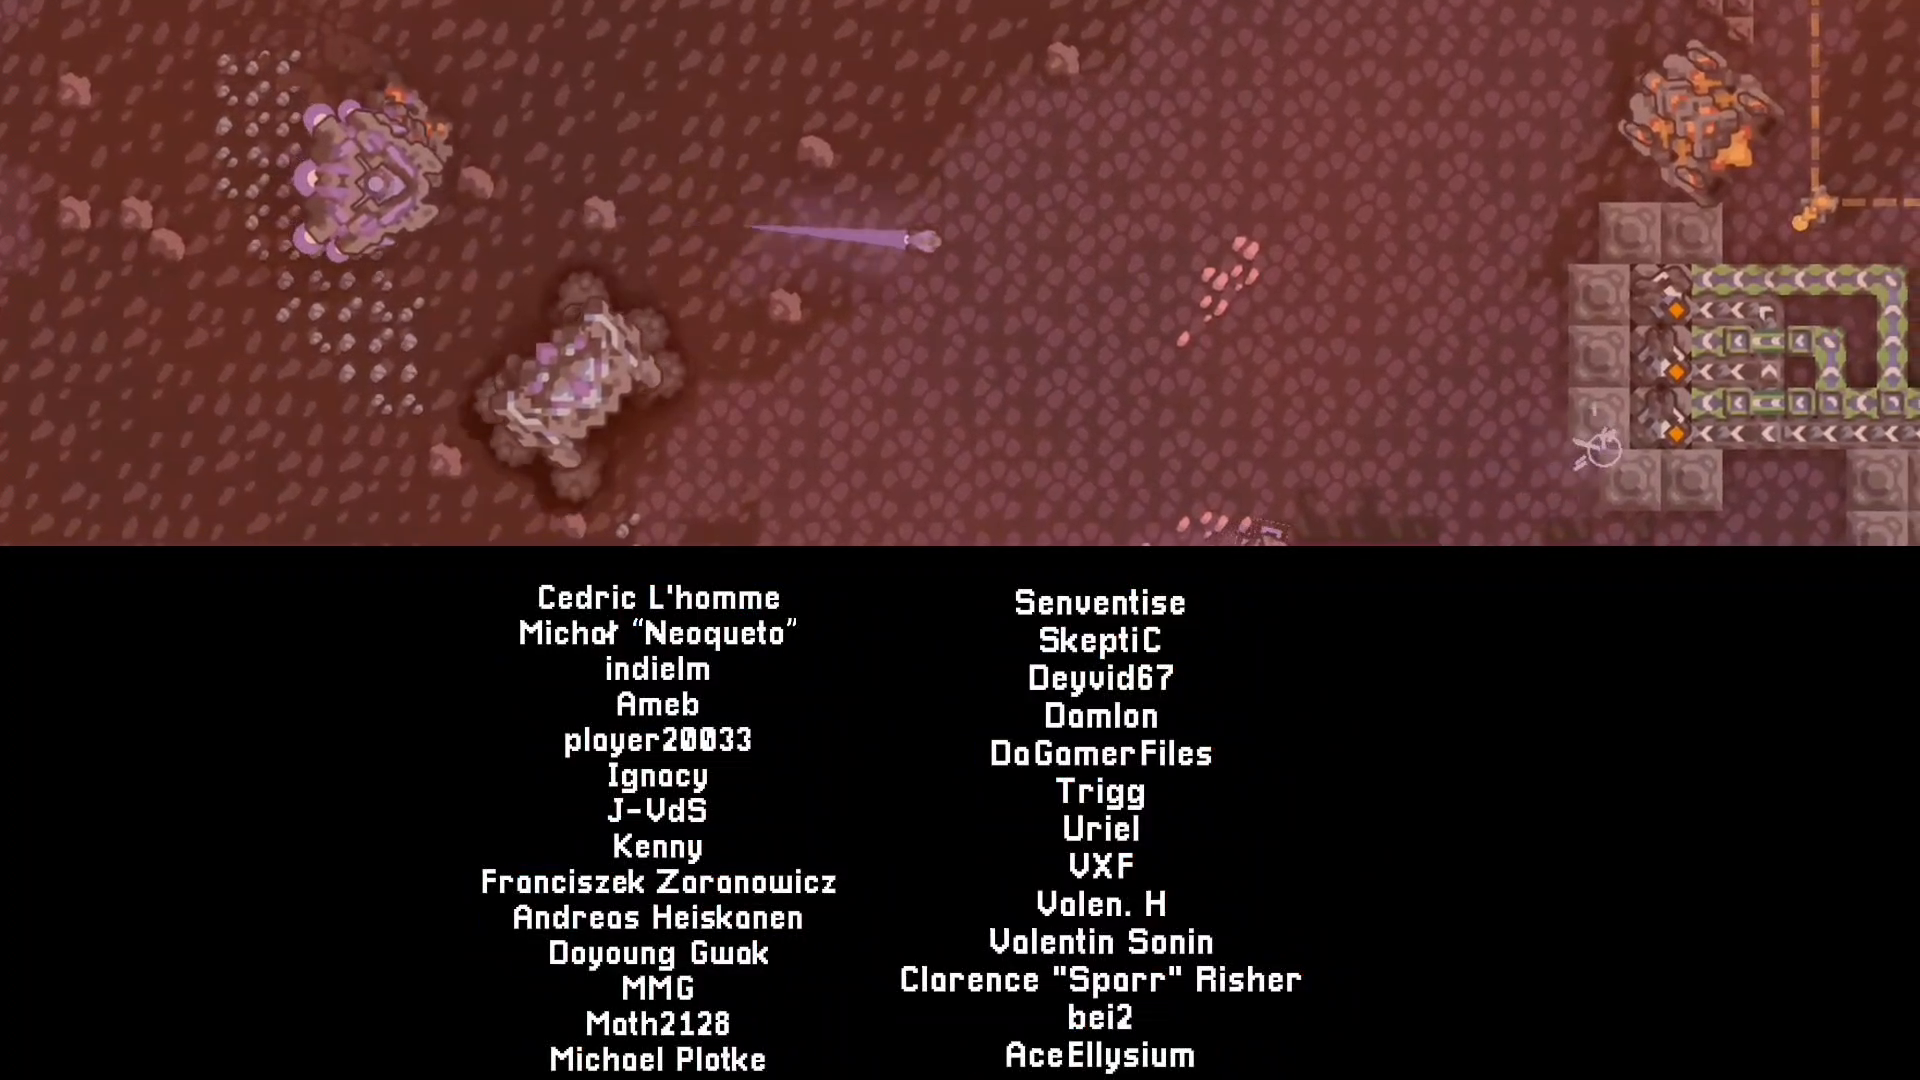 Cedric L'homme
Michał “Neoqueto”
indielm
Ameb
player20033
Ignacy
J-VdS
Kenny
Franciszek Zaranowicz
Andreas Heiskanen
Doyoung Gwak
MMG
Math2128
Michael Plotke
Senventise
SkeptiC
Deyvid67
Damlon
DaGamerFiles
Trigg
Uriel
VXF
Valen. H
Valentin Sonin
Clarence "Sparr" Risher
bei2
AceEllysium